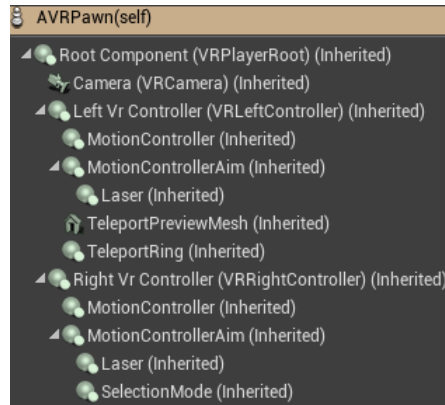 AVRPawn(self)
Root Component (VRPlayerRoot) (Inherited)
Camera (VRCamera) (Inherited)
Left Vr Controller (VRLeftController) (Inherited)
MotionController (Inherited)
MotionControllerAim (Inherited)
Laser (Inherited)
TeleportPreviewMesh (Inherited)
TeleportRing (Inherited)
Right Vr Controller (VRRightController) (Inherited)
MotionController (Inherited)
MotionControllerAim (Inherited)
Laser (Inherited)
SelectionMode (Inherited)